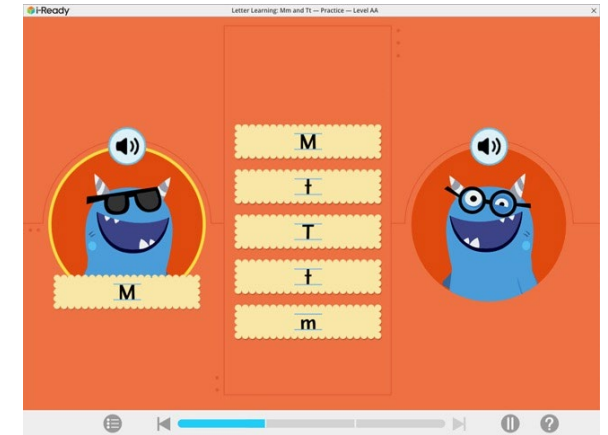 i-Ready
Letter Learning: Mm and Tt — Practice — Level AA
M
t
T
t
m
M